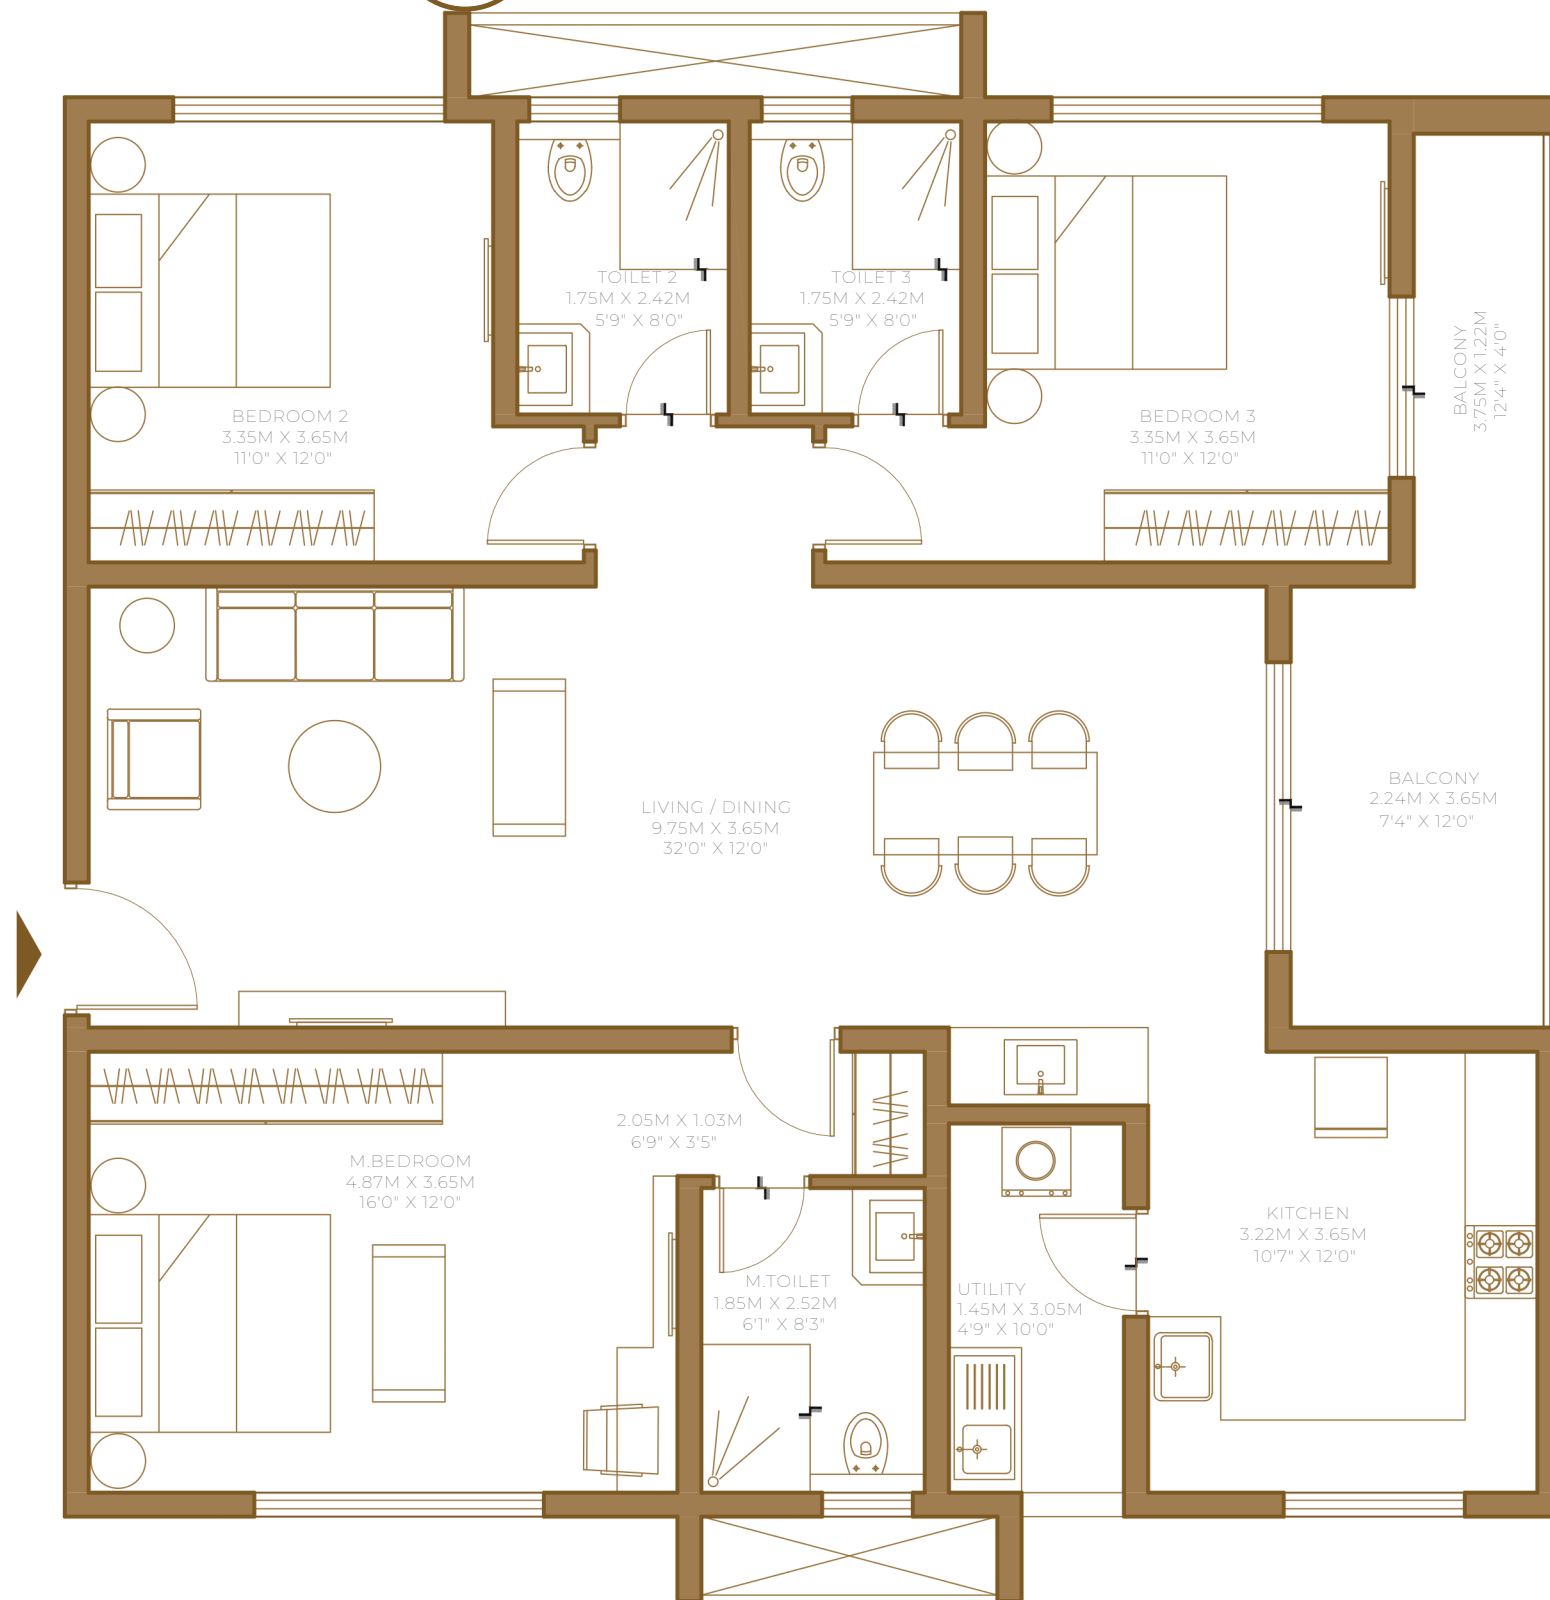 TOILET 2
1.75M X 2.42M
5'9" X 8'0"
TOILET 3
1.75M X 2.42M
5'9" X 8'0"
BEDROOM 2
3.35M X 3.65M
11'0" X 12'0"
BEDROOM 3
3.35M X 3.65M
11'0" X 12'0"
BALCONY
3.75M X 1.22M
12'4" X 4'0"
LIVING / DINING
9.75M X 3.65M
32'0" X 12'0"
BALCONY
2.24M X 3.65M
7'4" X 12'0"
2.05M X 1.03M
6'9" X 3'5"
M.BEDROOM
4.87M X 3.65M
16'0" X 12'0"
M.TOILET
1.85M X 2.52M
6'1" X 8'3"
UTILITY
1.45M X 3.05M
4'9" X 10'0"
KITCHEN
3.22M X 3.65M
10'7" X 12'0"